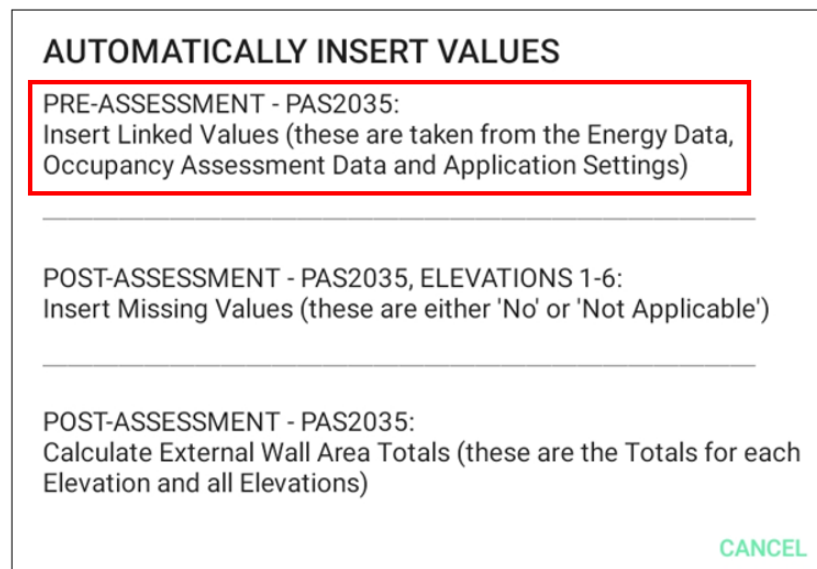 AUTOMATICALLY INSERT VALUES
PRE-ASSESSMENT - PAS2035:
Insert Linked Values (these are taken from the Energy Data,
Occupancy Assessment Data and Application Settings)
POST-ASSESSMENT - PAS2035, ELEVATIONS 1-6:
Insert Missing Values (these are either 'No' or 'Not Applicable')
POST-ASSESSMENT - PAS2035:
Calculate External Wall Area Totals (these are the Totals for each
Elevation and all Elevations)
CANCEL